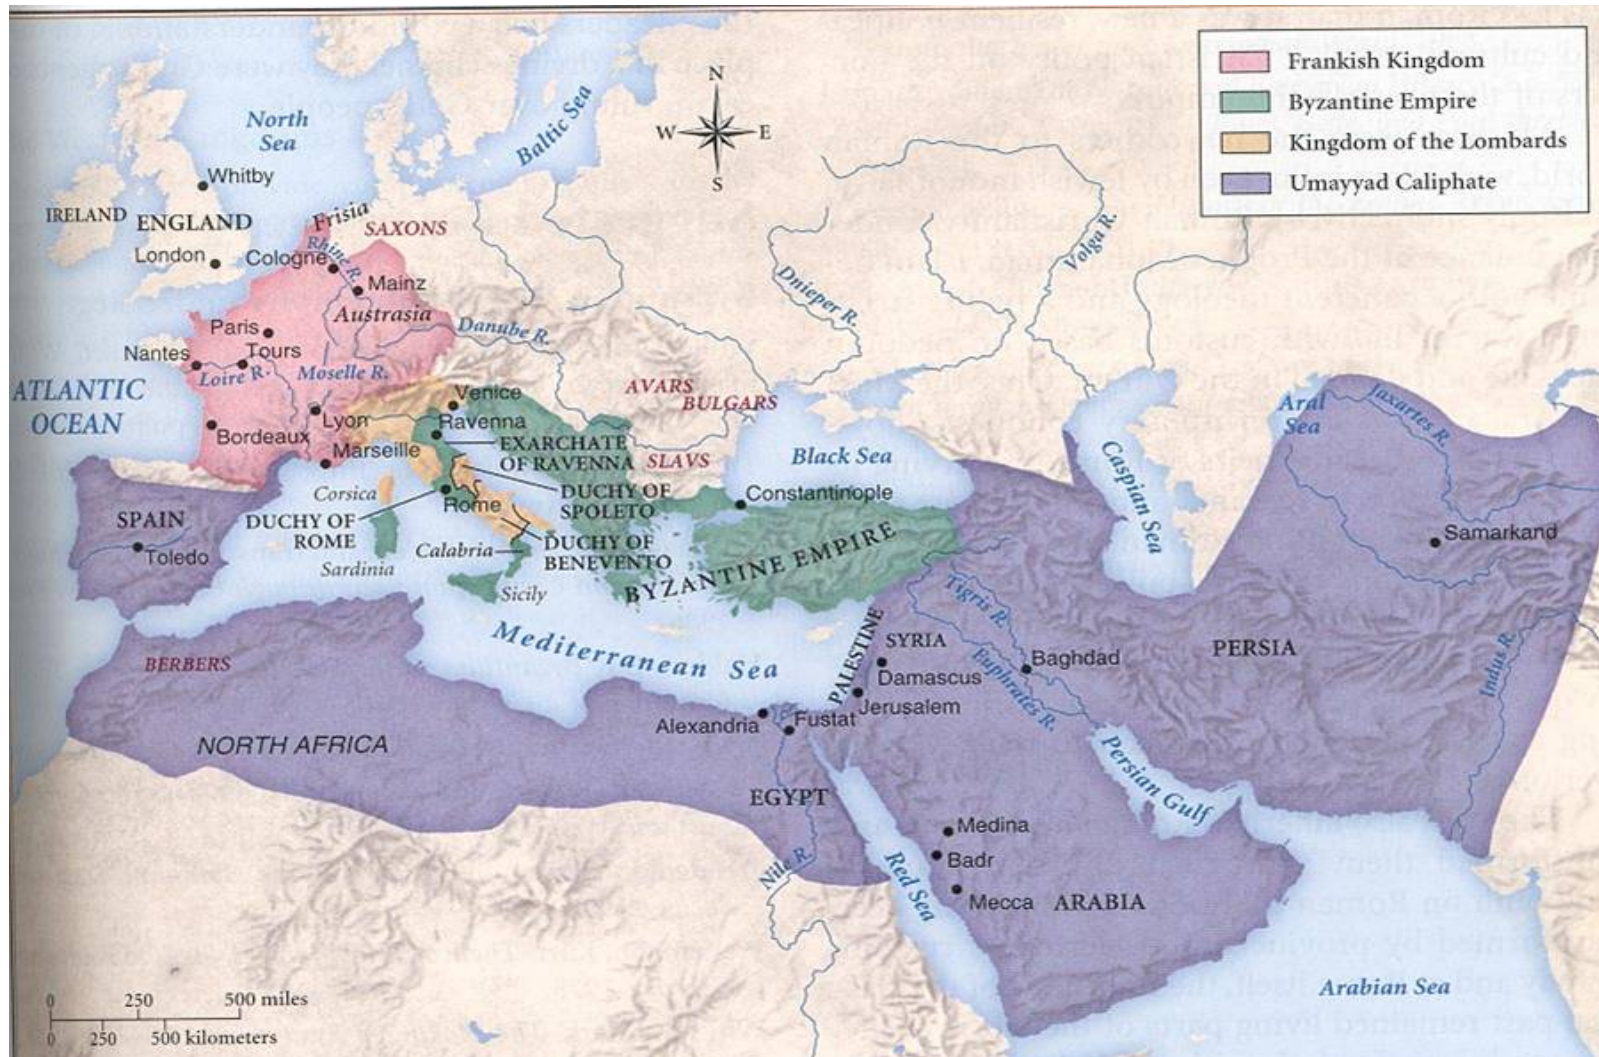 Frankish Kingdom
Byzantine Empire
Kingdom of the Lombards
Umayyad Caliphate
N
W
E
S
North
Sea
Baltic Sea
Whitby
IRELAND
ENGLAND
London
Frisia
SAXONS
Cologne
Rhine R.
Mainz
Austrasia
Paris
Nantes
Tours
Loire R.
Moselle R.
Danube R.
Dnieper R.
Volga R.
ATLANTIC
OCEAN
Lyon
Bordeaux
Marseille
Venice
Ravenna
EXARCHATE
OF RAVENNA
AVARS
BULGARS
SLAVS
Black Sea
Caspian Sea
Aral
Sea
Jaxartes R.
Samarkand
Corsica
Rome
DUCHY OF
SPOLETO
DUCHY OF
ROME
DUCHY OF
BENEVENTO
Calabria
Sardinia
Sicily
Constantinople
BYZANTINE EMPIRE
SPAIN
Toledo
Mediterranean Sea
BERBERS
NORTH AFRICA
Tigris R.
Euphrates R.
PALESTINE
SYRIA
Damascus
Jerusalem
Baghdad
PERSIA
Indus R.
Alexandria
Fustat
EGYPT
Nile R.
Red Sea
Persian Gulf
Medina
Badr
Mecca
ARABIA
Arabian Sea
0
250
500 miles
0
250
500 kilometers